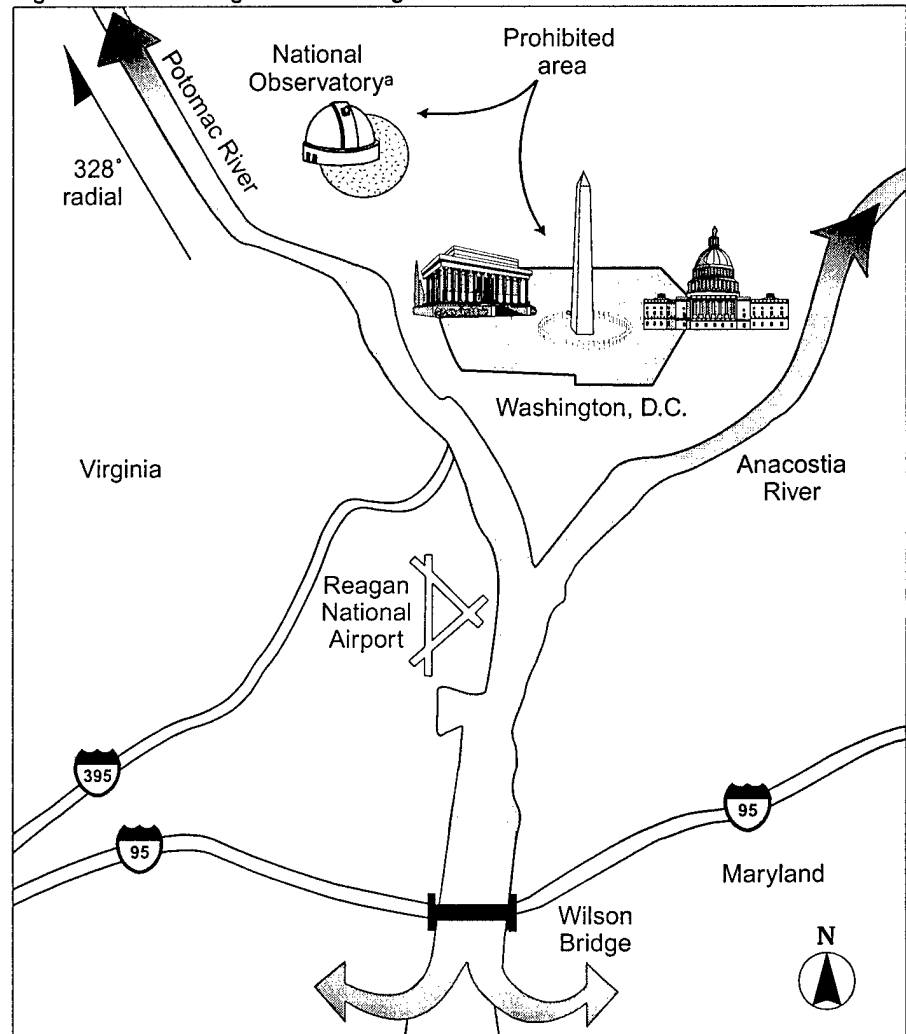 National
Observatoryᵃ
Prohibited
area
Potomac River
328°
radial
Washington, D.C.
Virginia
Anacostia
River
Reagan
National
Airport
395
95
95
Maryland
Wilson
Bridge
N